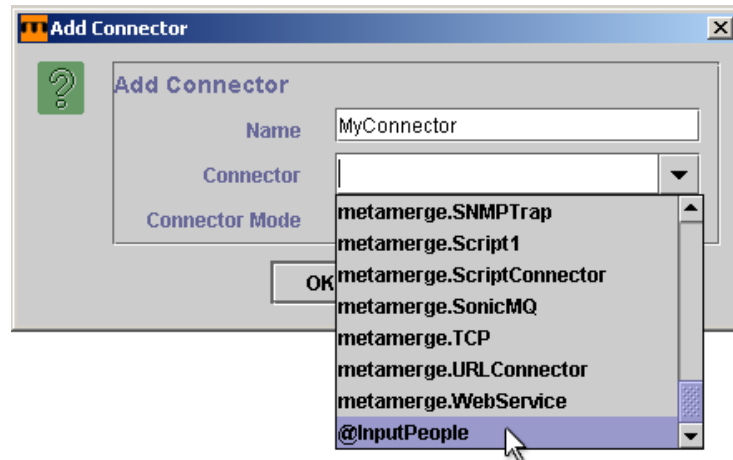 Add Connector
Add Connector
Name MyConnector
Connector
Connector Mode
metamerge.SNMPTrap
metamerge.Script1
metamerge.ScriptConnector
OK
metamerge.SonicMQ
metamerge.TCP
metamerge.URLConnector
metamerge.WebService
@InputPeople